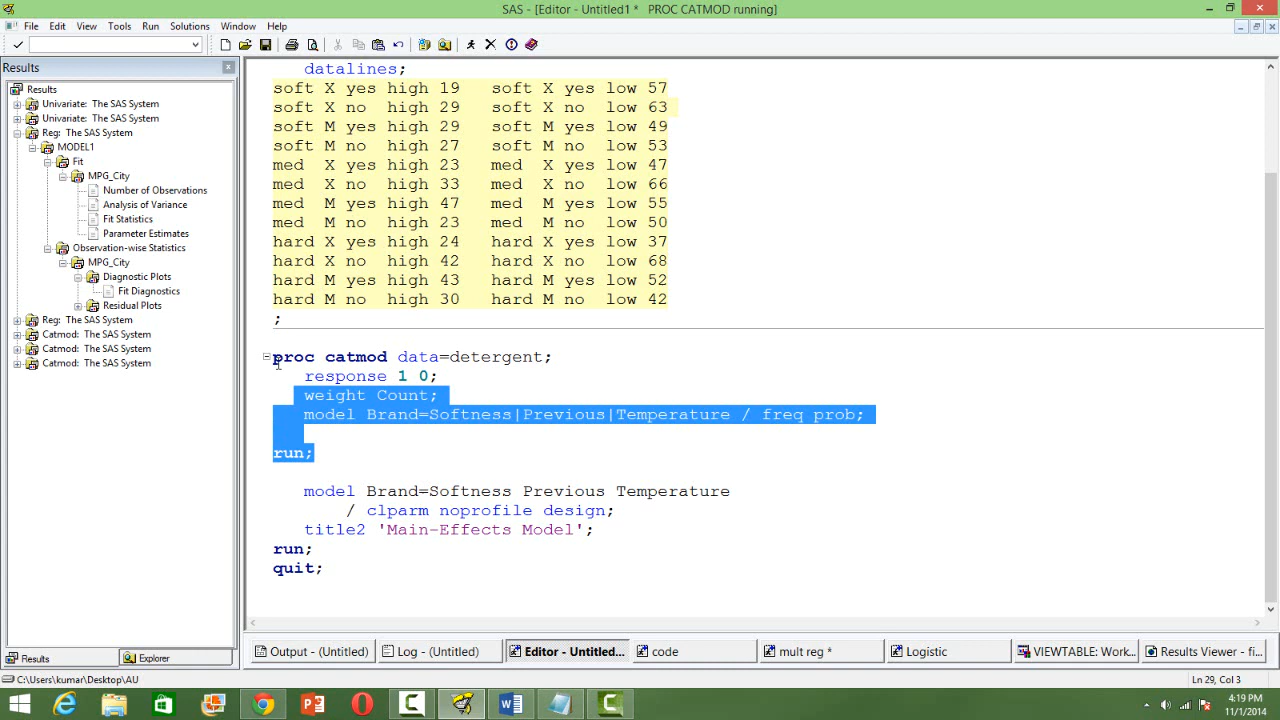 SAS - [Editor - Untitled1 * PROC CATMOD running]
File Edit View Tools Run Solutions Window Help
Results
Results
Univariate: The SAS System
Univariate: The SAS System
Reg: The SAS System
MODEL1
Fit
MPG_City
Number of Observations
Analysis of Variance
Fit Statistics
Parameter Estimates
Observation-wise Statistics
MPG_City
Diagnostic Plots
Fit Diagnostics
Residual Plots
Reg: The SAS System
Catmod: The SAS System
Catmod: The SAS System
Catmod: The SAS System
datalines;
soft X yes high 19 soft X yes low 57
soft X no high 29 soft X no low 63
soft M yes high 29 soft M yes low 49
soft M no high 27 soft M no low 53
med X yes high 23 med X yes low 47
med X no high 33 med X no low 66
med M yes high 47 med M yes low 55
med M no high 23 med M no low 50
hard X yes high 24 hard X yes low 37
hard X no high 42 hard X no low 68
hard M yes high 43 hard M yes low 52
hard M no high 30 hard M no low 42
;
proc catmod data=detergent;
response 1 0;
weight Count;
model Brand=Softness|Previous|Temperature / freq prob;
run;
model Brand=Softness Previous Temperature
/ clparm noprofile design;
title2 'Main-Effects Model';
run;
quit;
Results Explorer
Output - (Untitled) Log - (Untitled) Editor - Untitled... code mult reg * Logistic VIEWTABLE: Work... Results Viewer - fi...
C:\Users\kumar\Desktop\AU Ln 29, Col 3
4:19 PM
11/1/2014